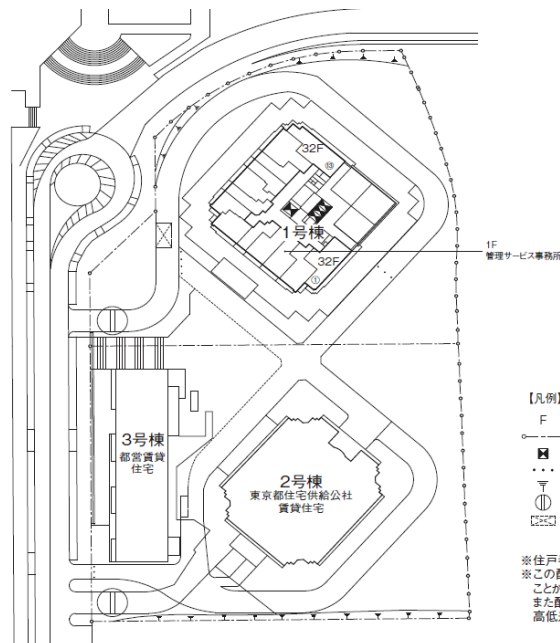 32F
⑬
1号棟
32F
①
1F
管理サービス事務所
3号棟
都営賃貸
住宅
2号棟
東京都住宅供給公社
賃貸住宅
【凡例】
F
※住戸
※この
ことが
また
高低